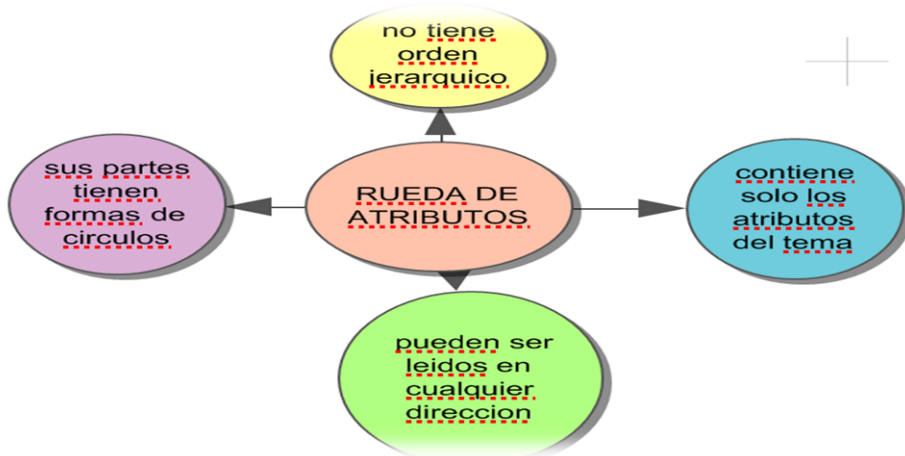 no tiene
orden
jerarquico
sus partes
tienen
formas de
circulos
RUEDA DE
ATRIBUTOS
contiene
solo los
atributos
del tema
pueden ser
leidos en
cualquier
direccion